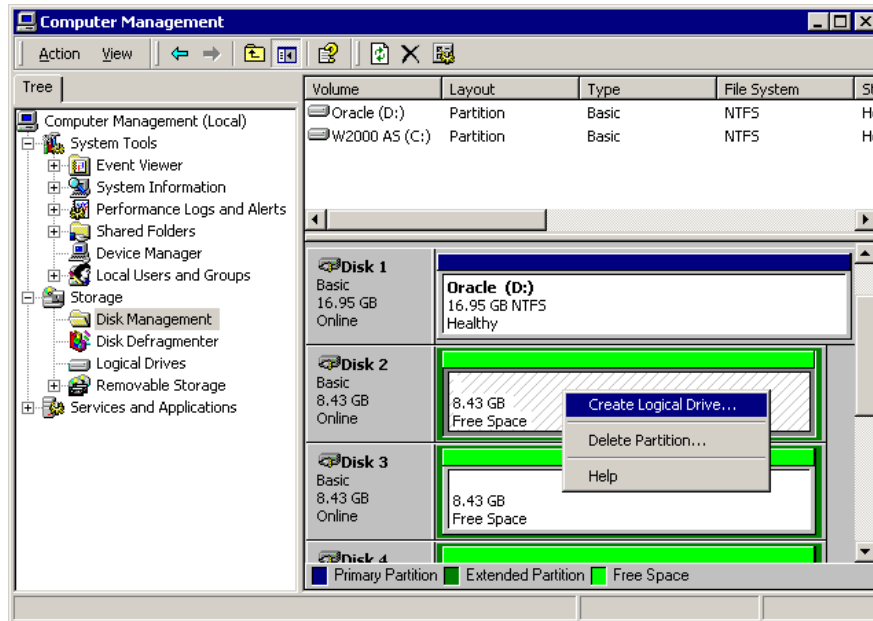 Computer Management
Action View
Tree
Computer Management (Local)
System Tools
Event Viewer
System Information
Performance Logs and Alerts
Shared Folders
Device Manager
Local Users and Groups
Storage
Disk Management
Disk Defragmenter
Logical Drives
Removable Storage
Services and Applications
Volume Layout Type File System
Oracle (D:) Partition Basic NTFS
W2000 AS (C:) Partition Basic NTFS
Disk 1
Basic
16.95 GB
Online
Oracle (D:)
16.95 GB NTFS
Healthy
Disk 2
Basic
8.43 GB
Online
8.43 GB
Free Space
Create Logical Drive...
Delete Partition...
Help
Disk 3
Basic
8.43 GB
Online
8.43 GB
Free Space
Disk 4
Primary Partition Extended Partition Free Space